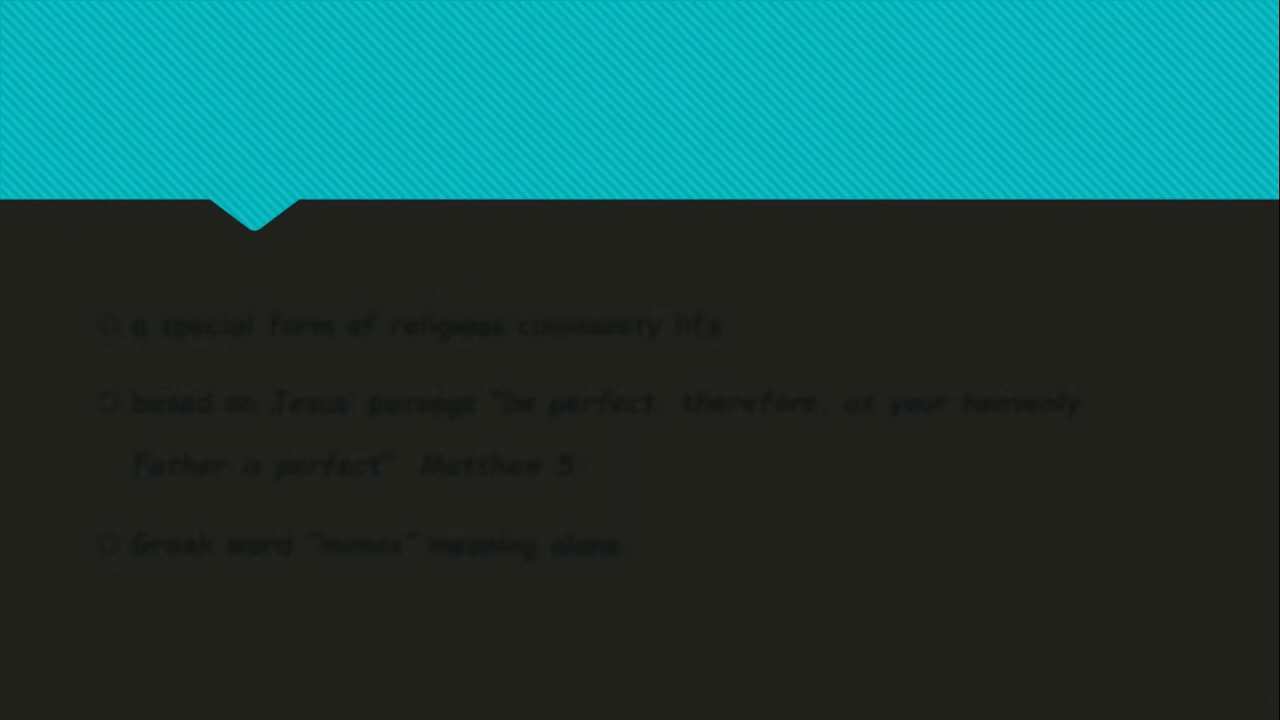 a special form of religious community life
based on Jesus' passage "be perfect, therefore, as your heavenly
Father is perfect" Matthew 5:
Greek word "monos" meaning alone